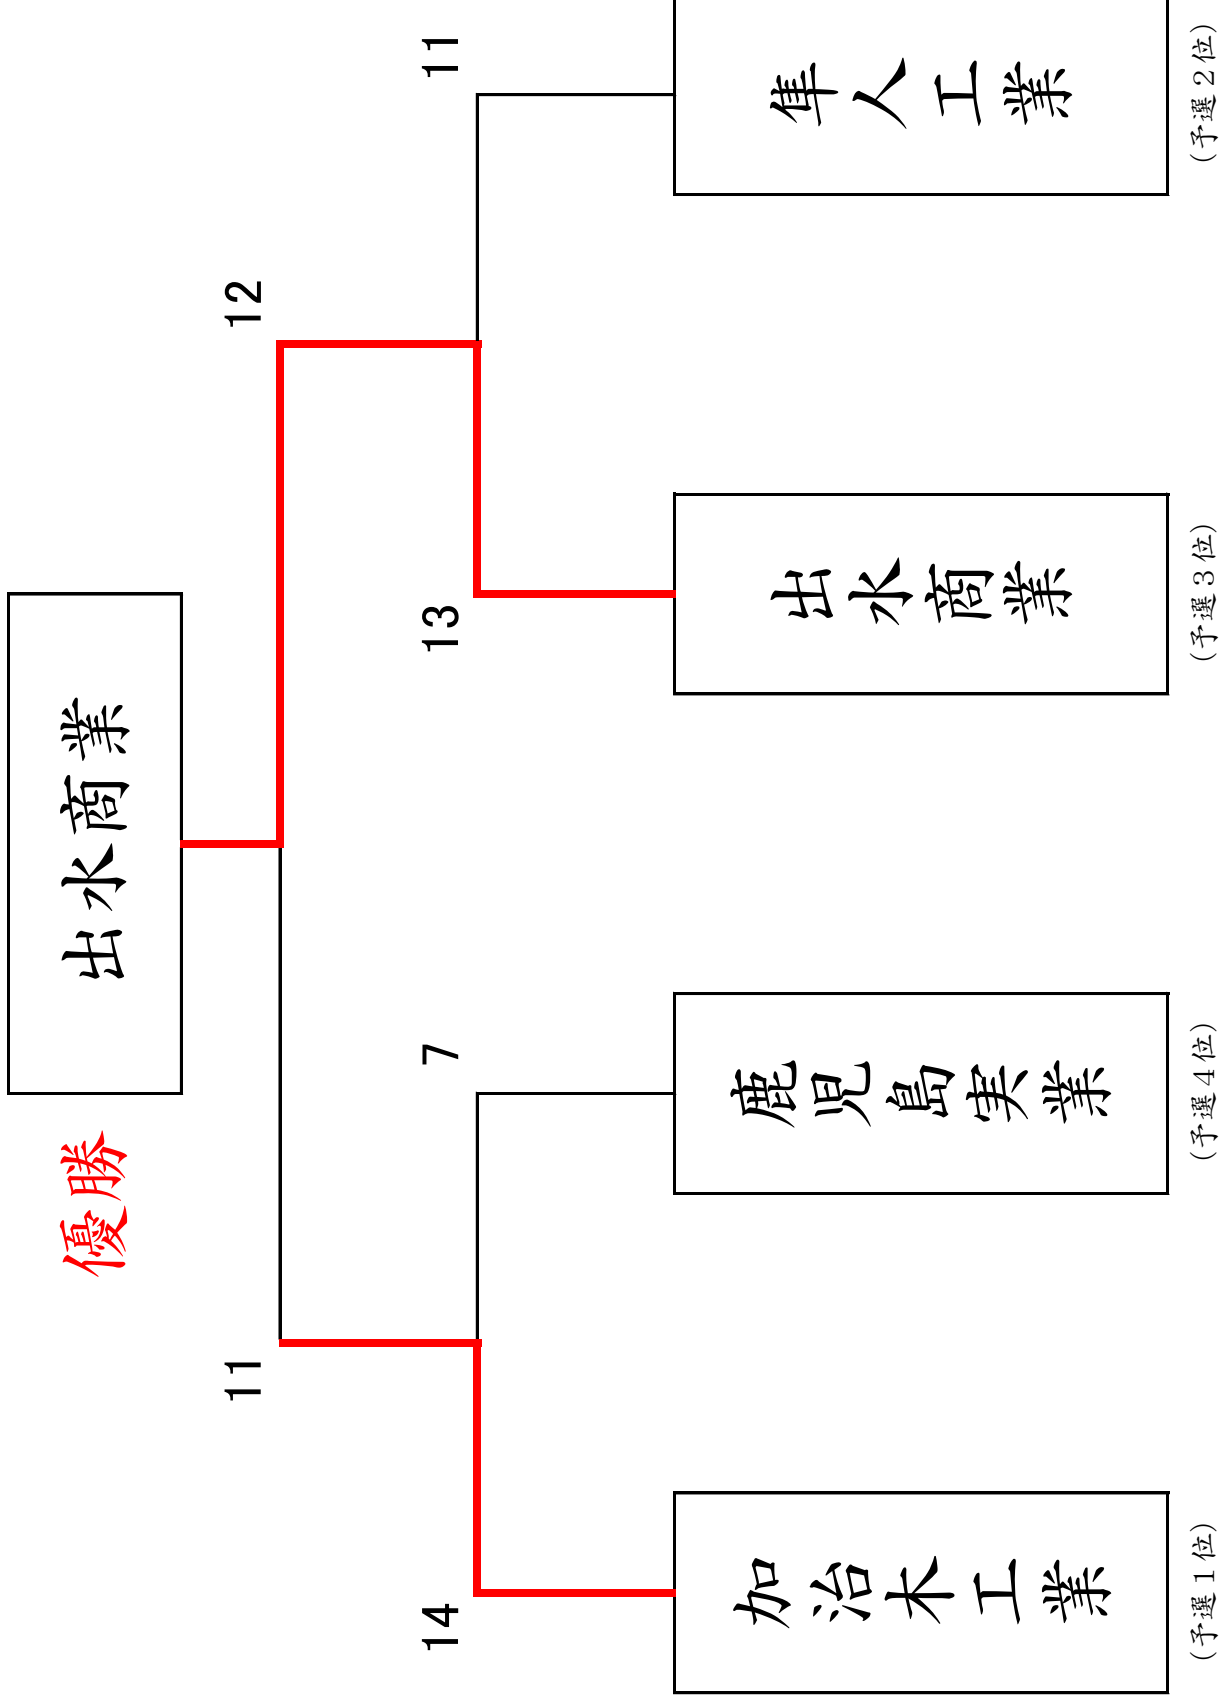 優勝
出水商業
11
12
14
7
13
11
加治木工業
鹿児島実業
出水商業
隼人工業
(予選1位)
(予選4位)
(予選3位)
(予選2位)